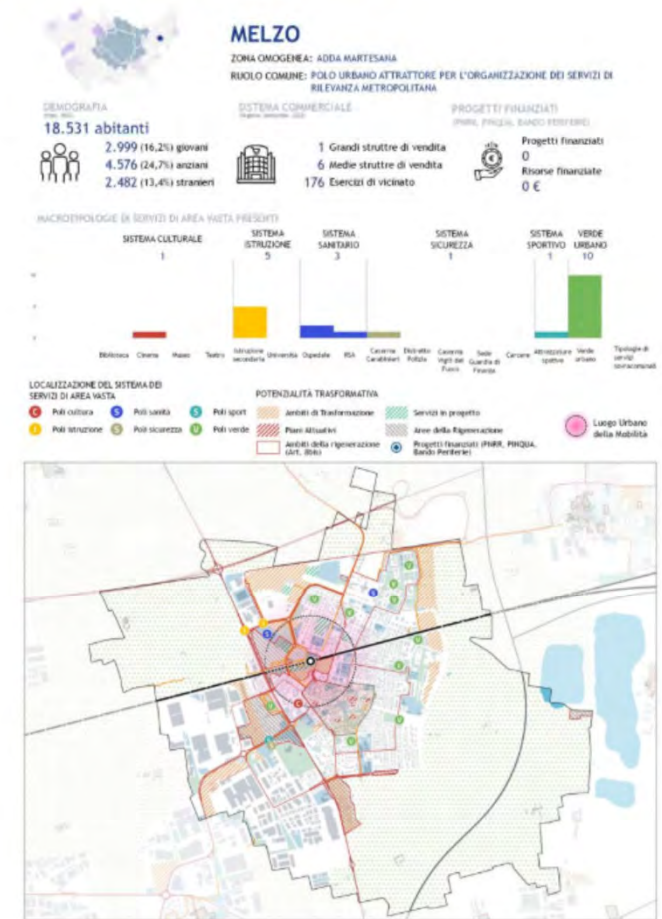 MELZO
ZONA OMOGENEA: ADDA MARTESANA
RUOLO COMUNE: POLO URBANO ATTRATTORE PER L'ORGANIZZAZIONE DEI SERVIZI DI
RILEVANZA METROPOLITANA
DEMOGRAFIA
18.531 abitanti
2.999 (16,2%) giovani
4.576 (24,7%) anziani
2.482 (13,4%) stranieri
SISTEMA COMMERCIALE
1 Grandi strutture di vendita
6 Medie strutture di vendita
176 Esercizi di vicinato
PROGETTI FINANZIATI
(PNRR, PINQUA, BANDO PERIFERIE)
Progetti finanziati
0
Risorse finanziate
0 €
MACROTIPOLOGIE DI SERVIZI DI AREA VASTA PRESENTI
SISTEMA CULTURALE
1
SISTEMA
ISTRUZIONE
5
SISTEMA
SANITARIO
3
SISTEMA
SICUREZZA
1
SISTEMA
SPORTIVO
1
VERDE
URBANO
10
Biblioteca
Cinema
Museo
Teatro
Istruzione
secondaria
Università
Ospedale
RSA
Caserma
Carabinieri
Distretto
Polizia
Caserma
Vigili del
Fuoco
Sede
Guardia di
Finanza
Carcere
Attrezzature
sportive
Verde
urbano
Tipologie di
servizi
sovracomunali
LOCALIZZAZIONE DEL SISTEMA DEI
SERVIZI DI AREA VASTA
C Poli cultura
S Poli sanità
S Poli sport
I Poli istruzione
S Poli sicurezza
U Poli verde
POTENZIALITÀ TRASFORMATIVA
Ambiti di Trasformazione
Servizi in progetto
Piani Attuativi
Aree della Rigenerazione
Ambiti della rigenerazione
(Art. 8bis)
Progetti finanziati (PNRR, PINQUA,
Bando Periferie)
Luogo Urbano
della Mobilità